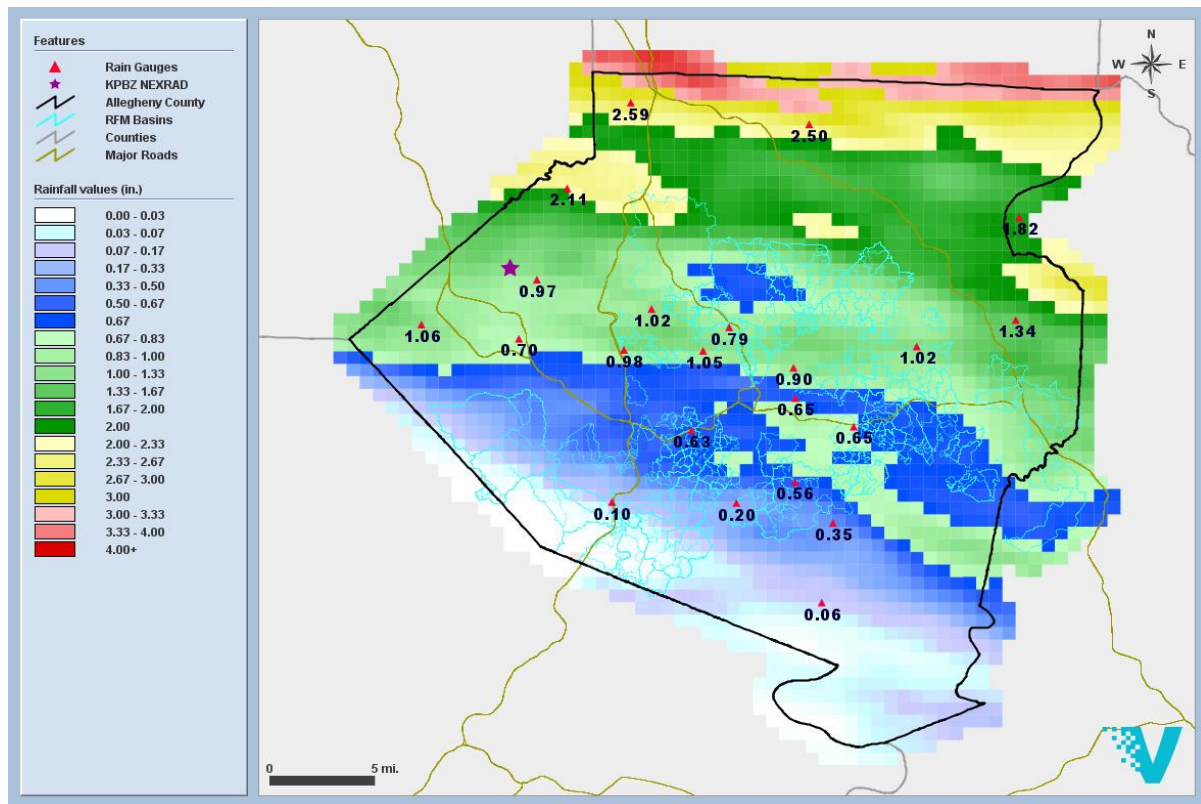 Features
Rain Gauges
KPBZ NEXRAD
Allegheny County
RFM Basins
Counties
Major Roads
Rainfall values (in.)
0.00 - 0.03
0.03 - 0.07
0.07 - 0.17
0.17 - 0.33
0.33 - 0.50
0.50 - 0.67
0.67
0.67 - 0.83
0.83 - 1.00
1.00 - 1.33
1.33 - 1.67
1.67 - 2.00
2.00
2.00 - 2.33
2.33 - 2.67
2.67 - 3.00
3.00
3.00 - 3.33
3.33 - 4.00
4.00+
N
W E
S
2.59
2.50
2.11
1.82
0.97
1.02
1.06
0.79
1.34
0.70
0.98
1.05
1.02
0.90
0.65
0.63
0.65
0.56
0.10
0.20
0.35
0.06
0 5 mi.
V